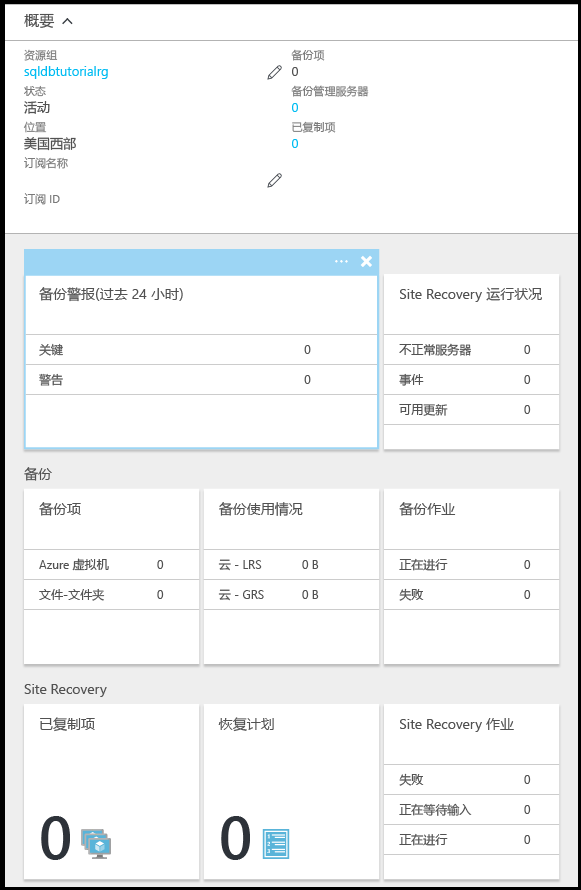 概要
资源组
sqldbtutorialrg
状态
活动
位置
美国西部
订阅名称
订阅 ID
备份项
0
备份管理服务器
0
已复制项
0
备份警报(过去 24 小时)
关键 0
警告 0
Site Recovery 运行状况
不正常服务器 0
事件 0
可用更新 0
备份
备份项
Azure 虚拟机 0
文件-文件夹 0
备份使用情况
云 - LRS 0 B
云 - GRS 0 B
备份作业
正在进行 0
失败 0
Site Recovery
已复制项
0
恢复计划
0
Site Recovery 作业
失败 0
正在等待输入 0
正在进行 0